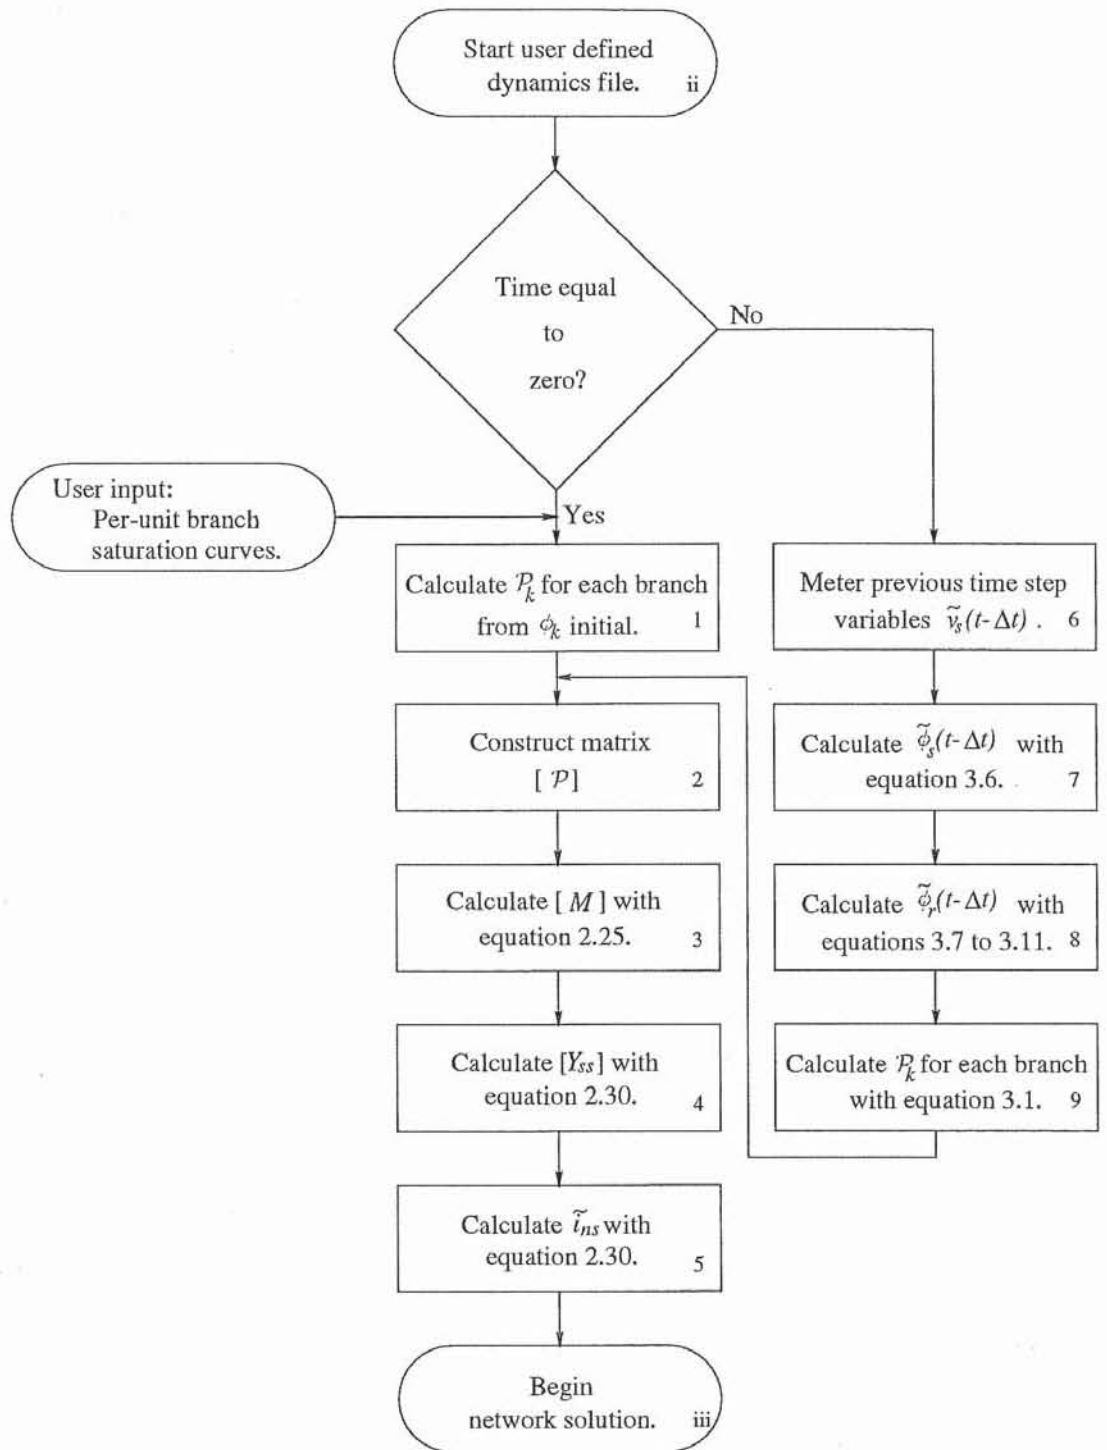 Start user defined
dynamics file. ii
Time equal
to
zero?
No
User input:
Per-unit branch
saturation curves.
Yes
Calculate 𝒫ₖ for each branch
from ϕₖ initial. 1
Meter previous time step
variables ṽₛ(t-Δt) . 6
Construct matrix
[ 𝒫] 2
Calculate ϕ̃ₛ(t-Δt) with
equation 3.6. 7
Calculate [ M ] with
equation 2.25. 3
Calculate ϕ̃ᵣ(t-Δt) with
equations 3.7 to 3.11. 8
Calculate [Yₛₛ] with
equation 2.30. 4
Calculate 𝒫ₖ for each branch
with equation 3.1. 9
Calculate ĩₙₛ with
equation 2.30. 5
Begin
network solution. iii